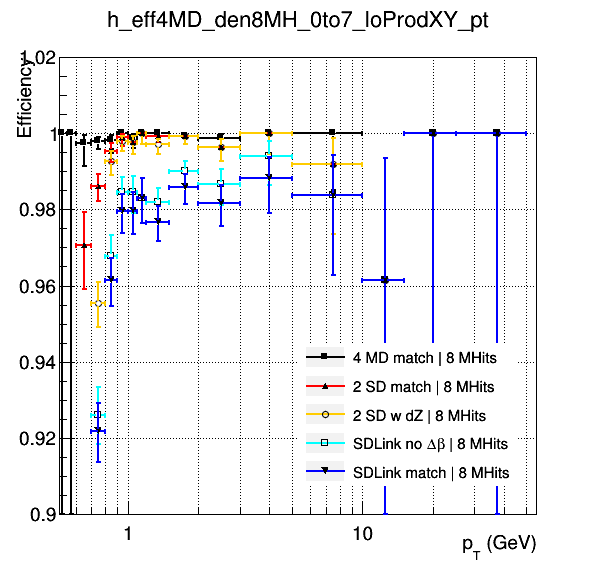 h_eff4MD_den8MH_0to7_loProdXY_pt
Efficiency
1.02
1
0.98
0.96
0.94
0.92
0.9
4 MD match | 8 MHits
2 SD match | 8 MHits
2 SD w dZ | 8 MHits
SDLink no Δβ | 8 MHits
SDLink match | 8 MHits
1
10
p_T (GeV)